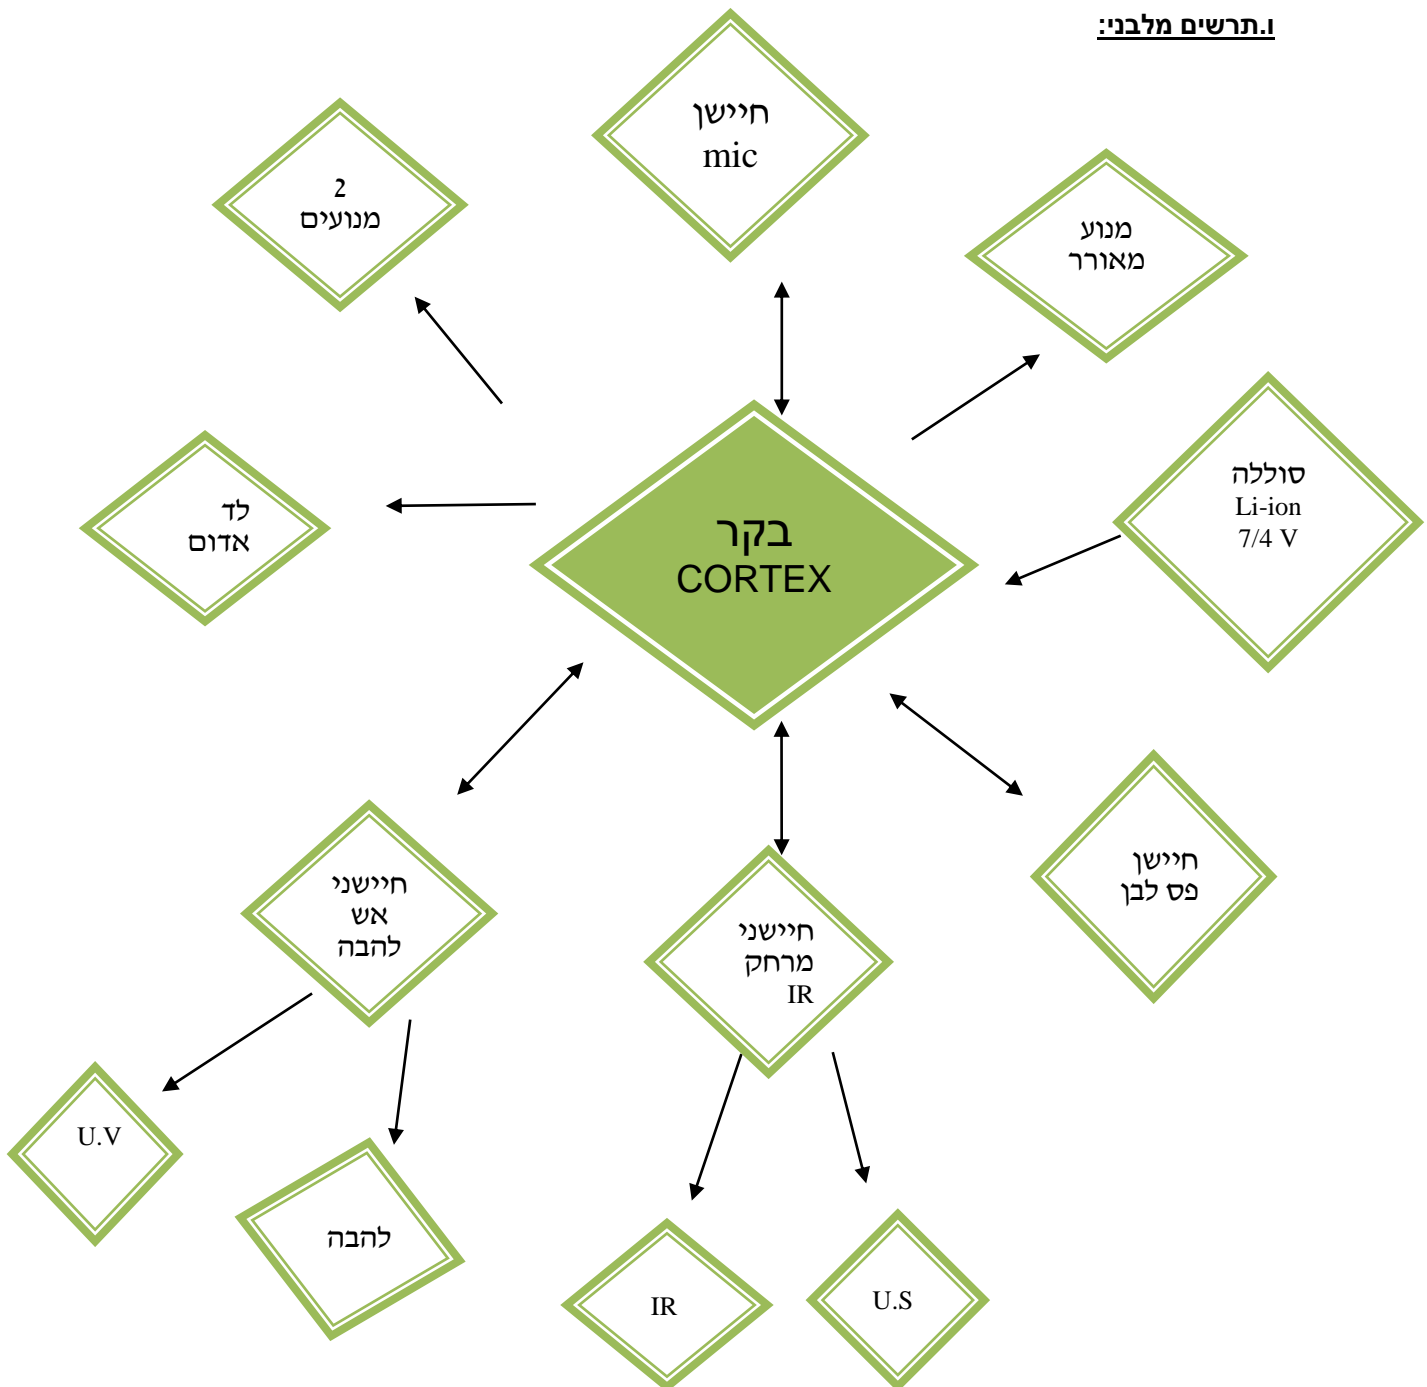 ו.תרשים מלבני:
חיישן
mic
2
מנועים
מנוע
מאורר
סוללה
Li-ion
7/4 V
לד
אדום
בקר
CORTEX
חיישן
פס לבן
חיישני
אש
להבה
חיישני
מרחק
IR
U.V
להבה
IR
U.S